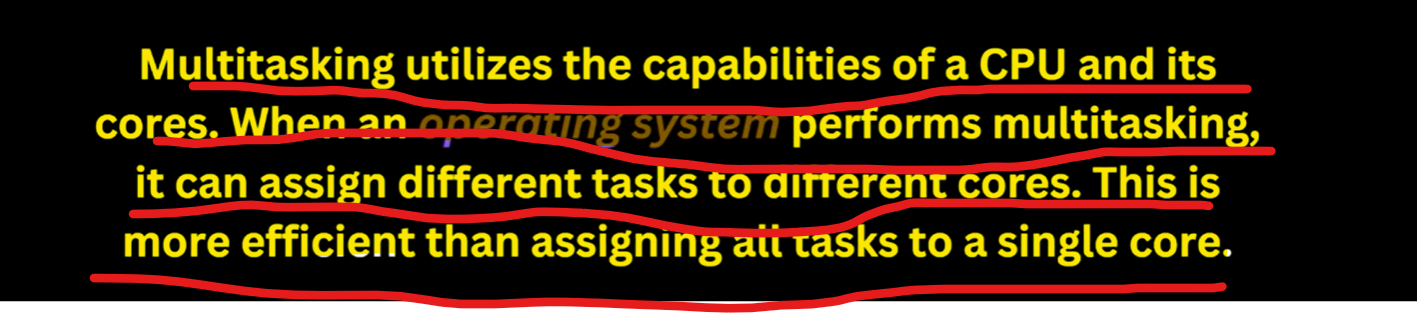 Multitasking utilizes the capabilities of a CPU and its
cores. When an operating system performs multitasking,
it can assign different tasks to different cores. This is
more efficient than assigning all tasks to a single core.